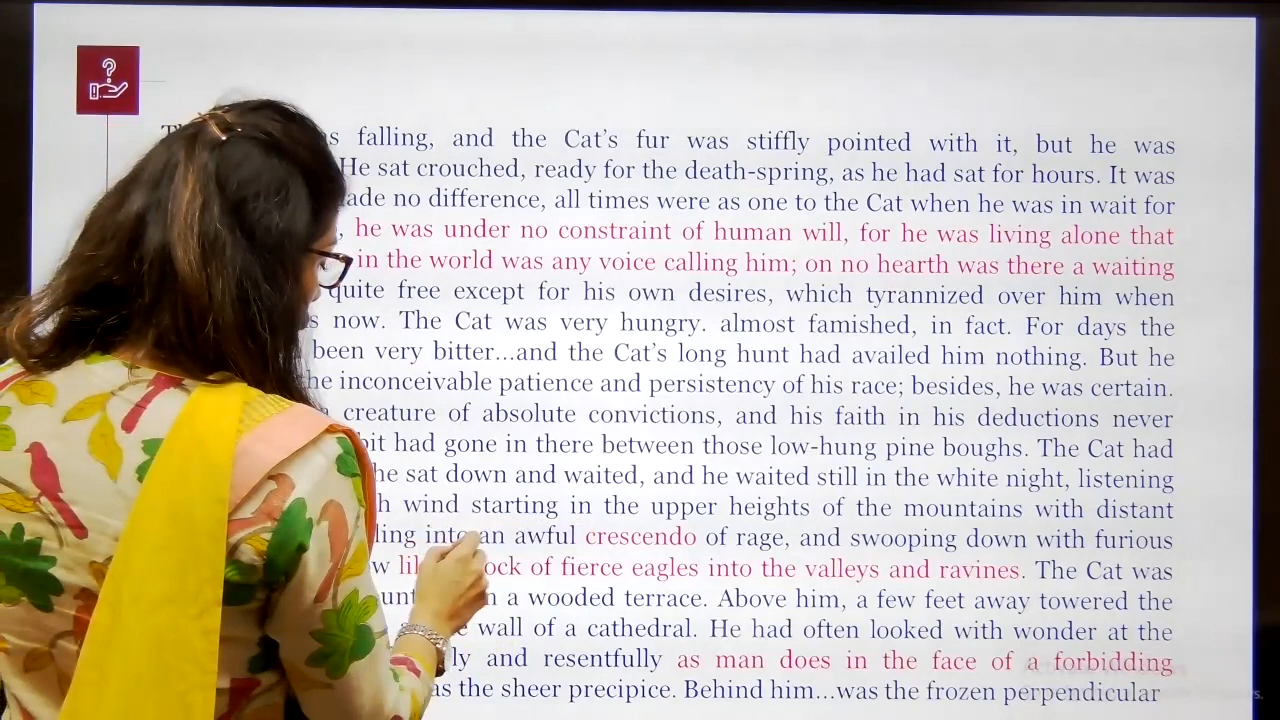 falling, and the Cat's fur was stiffly pointed with it, but he was
He sat crouched, ready for the death-spring, as he had sat for hours. It was
no difference, all times were as one to the Cat when he was in wait for
he was under no constraint of human will, for he was living alone that
in the world was any voice calling him; on no hearth was there a waiting
quite free except for his own desires, which tyrannized over him when
now. The Cat was very hungry. almost famished, in fact. For days the
been very bitter...and the Cat's long hunt had availed him nothing. But he
inconceivable patience and persistency of his race; besides, he was certain.
creature of absolute convictions, and his faith in his deductions never
had gone in there between those low-hung pine boughs. The Cat had
he sat down and waited, and he waited still in the white night, listening
wind starting in the upper heights of the mountains with distant
into an awful crescendo of rage, and swooping down with furious
of fierce eagles into the valleys and ravines. The Cat was
a wooded terrace. Above him, a few feet away towered the
wall of a cathedral. He had often looked with wonder at the
and resentfully as man does in the face of a forbidding
as the sheer precipice. Behind him...was the frozen perpendicular